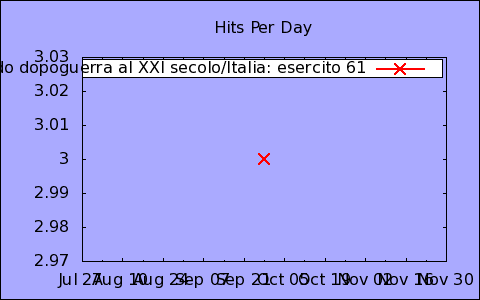 Hits Per Day
3.03
do dopoguerra al XXI secolo/Italia: esercito 61
3.02
3.01
3
2.99
2.98
2.97
Jul 27 Aug 10 Aug 24 Sep 07 Sep 21 Oct 05 Oct 19 Nov 02 Nov 16 Nov 30